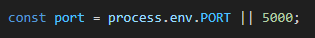 const port = process.env.PORT || 5000;